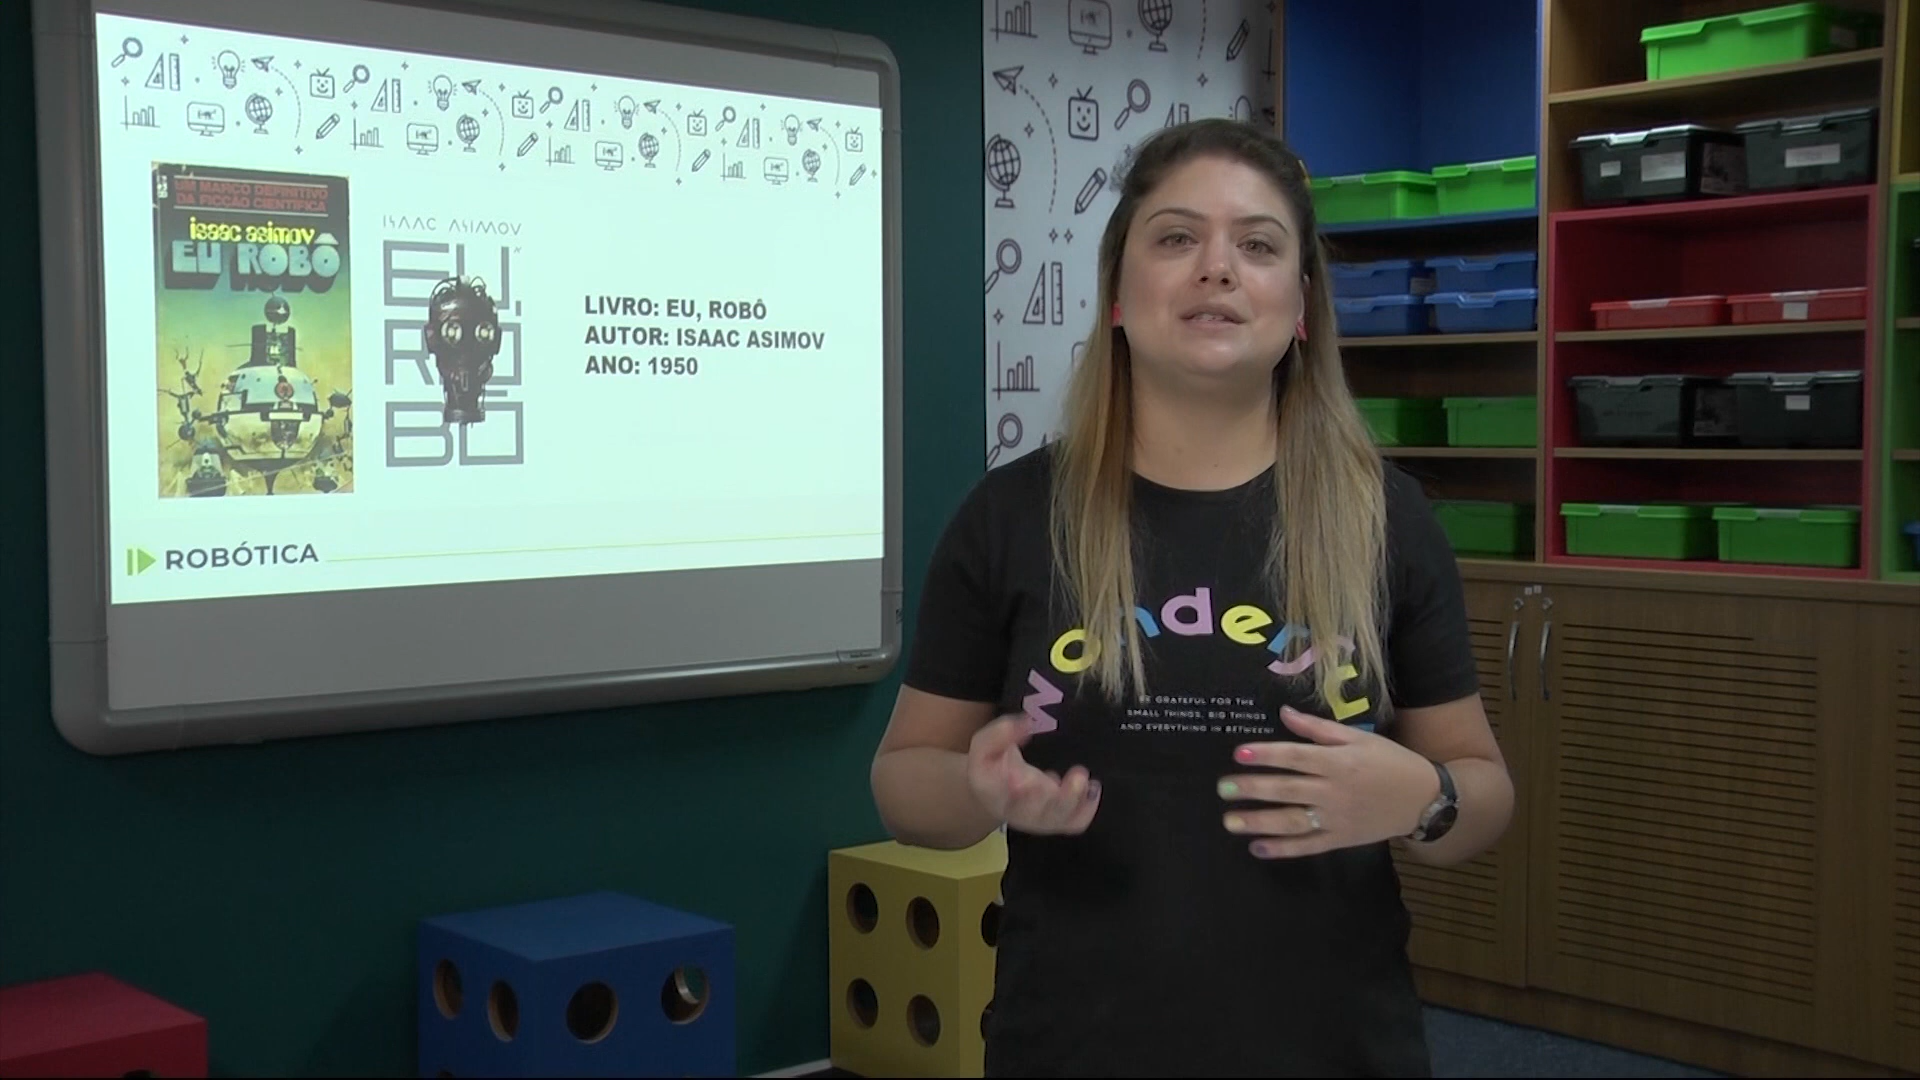 UM MARCO DEFINITIVO
DA FICÇÃO CIENTÍFICA
isaac asimov
EU ROBÔ
ISAAC ASIMOV
EU,
ROBÔ
LIVRO: EU, ROBÔ
AUTOR: ISAAC ASIMOV
ANO: 1950
ROBÓTICA
BE GRATEFUL FOR THE
SMALL THINGS, BIG THINGS
AND EVERYTHING IN BETWEEN!